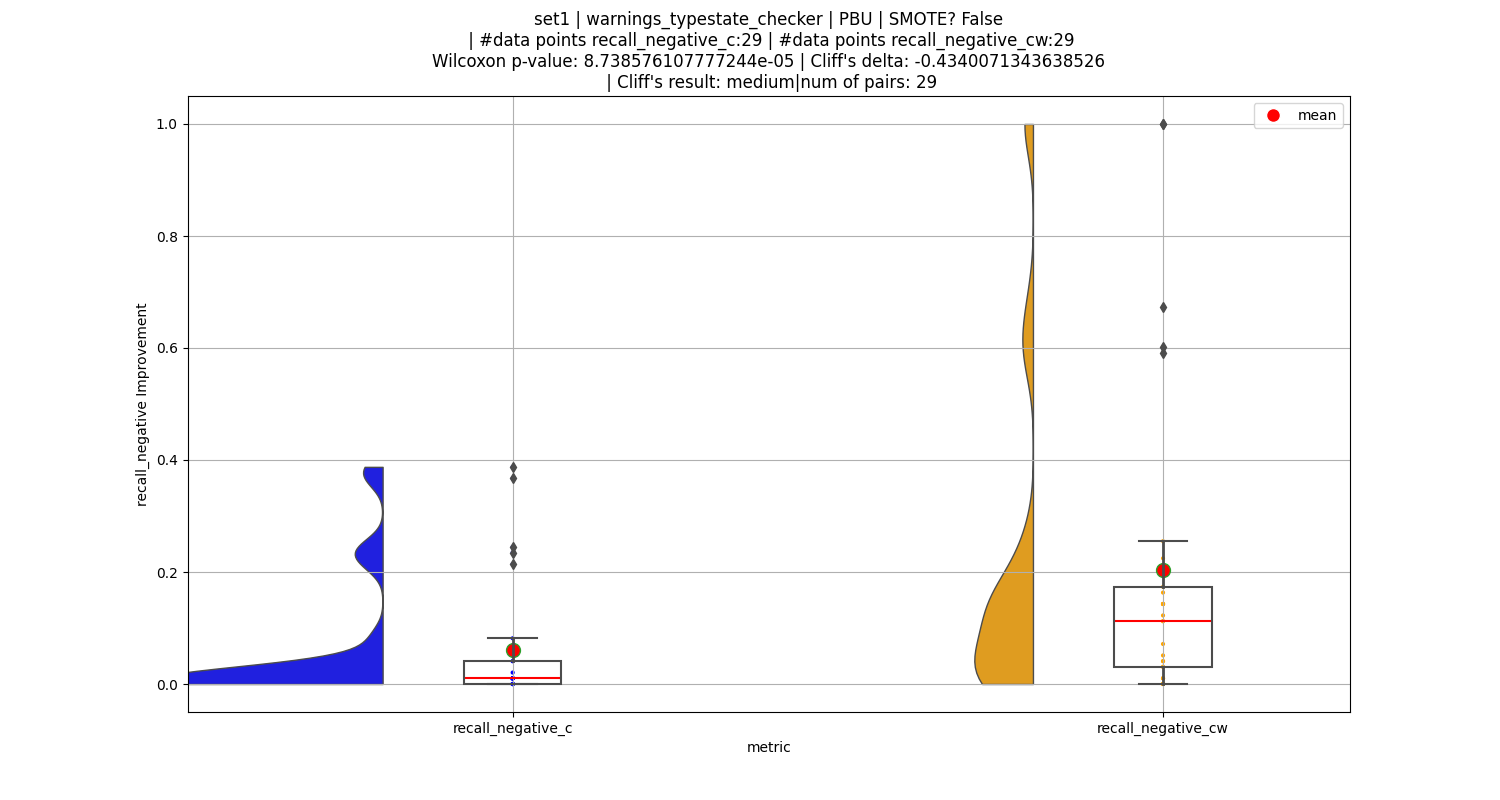 set1 | warnings_typestate_checker | PBU | SMOTE? False
| #data points recall_negative_c:29 | #data points recall_negative_cw:29
Wilcoxon p-value: 8.738576107777244e-05 | Cliff's delta: -0.4340071343638526
| Cliff's result: medium|num of pairs: 29
mean
1.0
0.8
0.6
0.4
0.2
0.0
recall_negative Improvement
recall_negative_c
recall_negative_cw
metric